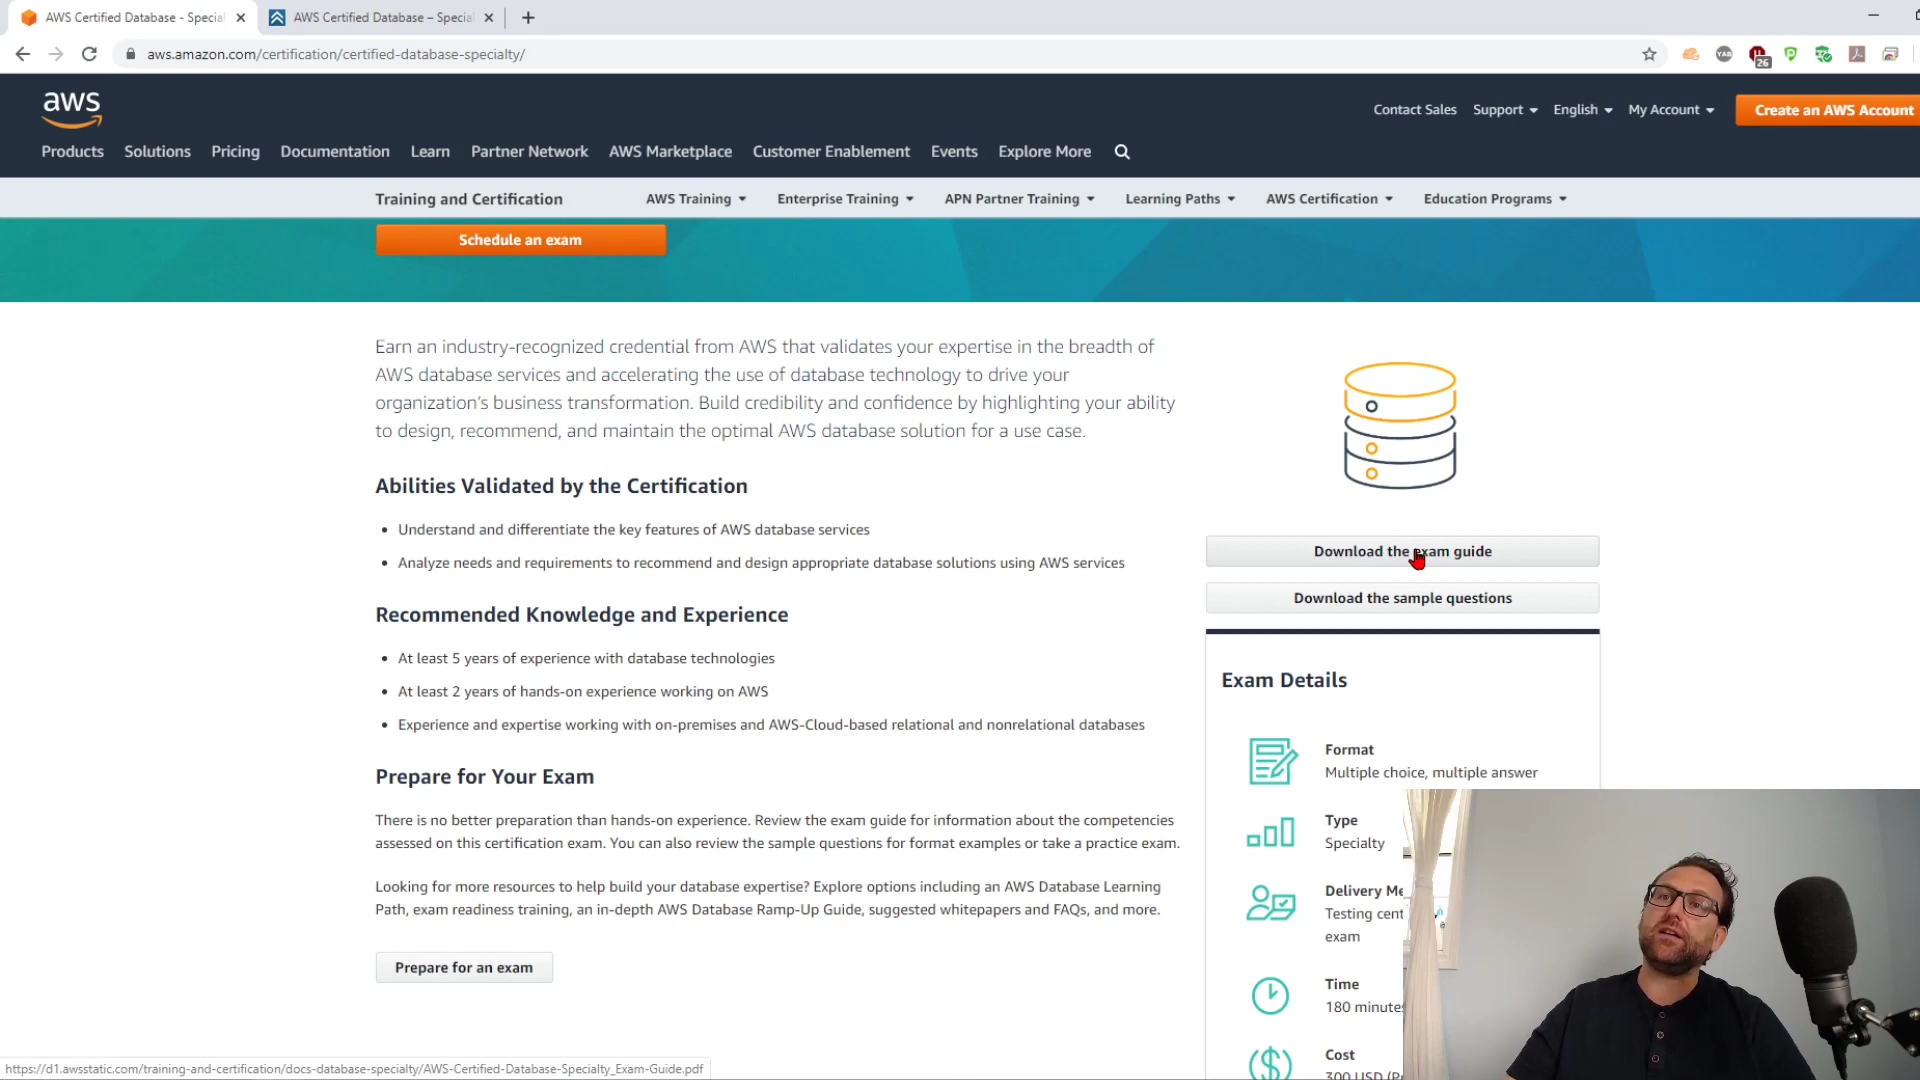 AWS Certified Database - Specia
AWS Certified Database – Specia
aws.amazon.com/certification/certified-database-specialty/
YAB
26
aws
Contact Sales
Support
English
My Account
Create an AWS Account
Products
Solutions
Pricing
Documentation
Learn
Partner Network
AWS Marketplace
Customer Enablement
Events
Explore More
Training and Certification
AWS Training
Enterprise Training
APN Partner Training
Learning Paths
AWS Certification
Education Programs
Schedule an exam
Earn an industry-recognized credential from AWS that validates your expertise in the breadth of
AWS database services and accelerating the use of database technology to drive your
organization's business transformation. Build credibility and confidence by highlighting your ability
to design, recommend, and maintain the optimal AWS database solution for a use case.
Abilities Validated by the Certification
• Understand and differentiate the key features of AWS database services
• Analyze needs and requirements to recommend and design appropriate database solutions using AWS services
Recommended Knowledge and Experience
• At least 5 years of experience with database technologies
• At least 2 years of hands-on experience working on AWS
• Experience and expertise working with on-premises and AWS-Cloud-based relational and nonrelational databases
Prepare for Your Exam
There is no better preparation than hands-on experience. Review the exam guide for information about the competencies
assessed on this certification exam. You can also review the sample questions for format examples or take a practice exam.
Looking for more resources to help build your database expertise? Explore options including an AWS Database Learning
Path, exam readiness training, an in-depth AWS Database Ramp-Up Guide, suggested whitepapers and FAQs, and more.
Prepare for an exam
Download the exam guide
Download the sample questions
Exam Details
Format
Multiple choice, multiple answer
Type
Specialty
Delivery Me
Testing cent
exam
Time
180 minutes
Cost
300 USD (P
https://d1.awsstatic.com/training-and-certification/docs-database-specialty/AWS-Certified-Database-Specialty_Exam-Guide.pdf